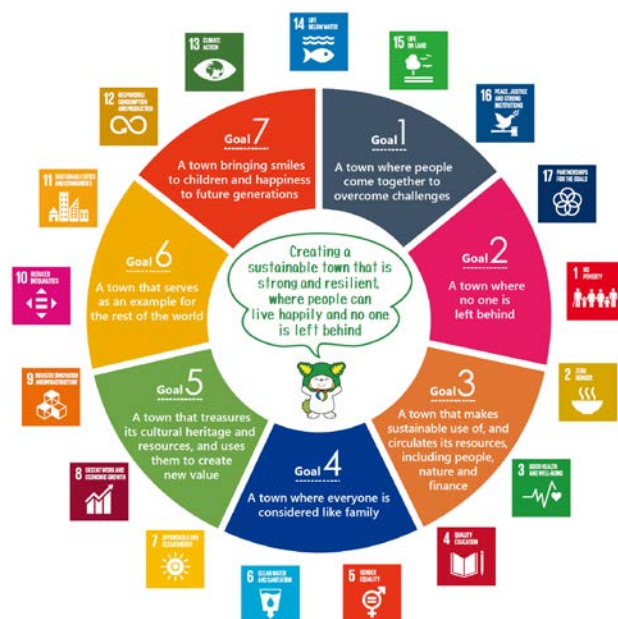 Goal 1
A town where people
come together to
overcome challenges
Goal 2
A town where
no one is
left behind
Goal 3
A town that makes
sustainable use of, and
circulates its resources,
including people,
nature and
finance
Goal 4
A town where everyone is
considered like family
Goal 5
A town that treasures
its cultural heritage and
resources, and uses
them to create
new value
Goal 6
A town that serves
as an example for
the rest of the world
Goal 7
A town bringing smiles
to children and happiness
to future generations
Creating a
sustainable town that is
strong and resilient,
where people can
live happily and no one
is left behind
1 NO
POVERTY
2 ZERO
HUNGER
3 GOOD HEALTH
AND WELL-BEING
4 QUALITY
EDUCATION
5 GENDER
EQUALITY
6 CLEAN WATER
AND SANITATION
7 AFFORDABLE AND
CLEAN ENERGY
8 DECENT WORK AND
ECONOMIC GROWTH
9 INDUSTRY, INNOVATION
AND INFRASTRUCTURE
10 REDUCED
INEQUALITIES
11 SUSTAINABLE CITIES
AND COMMUNITIES
12 RESPONSIBLE
CONSUMPTION
AND PRODUCTION
13 CLIMATE
ACTION
14 LIFE
BELOW WATER
15 LIFE
ON LAND
16 PEACE, JUSTICE
AND STRONG
INSTITUTIONS
17 PARTNERSHIPS
FOR THE GOALS